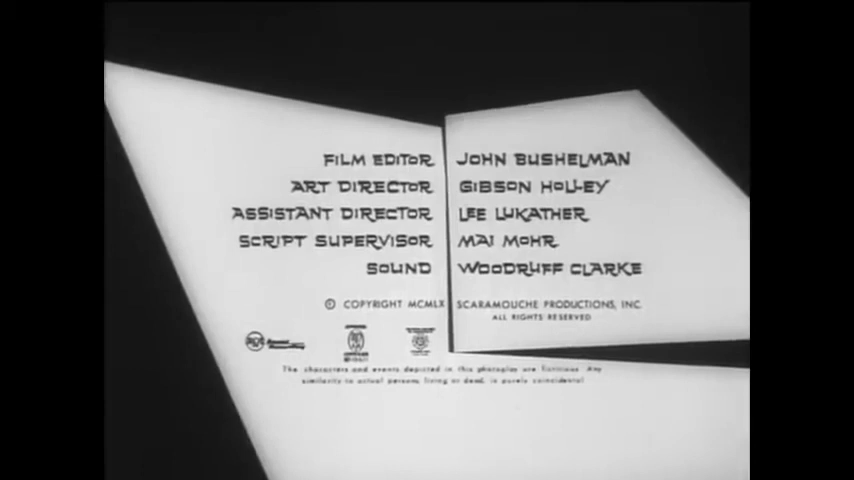 FILM EDITOR JOHN BUSHELMAN
ART DIRECTOR GIBSON HOLLEY
ASSISTANT DIRECTOR LEE LUKATHER
SCRIPT SUPERVISOR MAI MOHR
SOUND WOODRUFF CLARKE
© COPYRIGHT MCMLX SCARAMOUCHE PRODUCTIONS, INC.
ALL RIGHTS RESERVED
RCA
The characters and events depicted in this photoplay are fictitious. Any
similarity to actual persons, living or dead, is purely coincidental